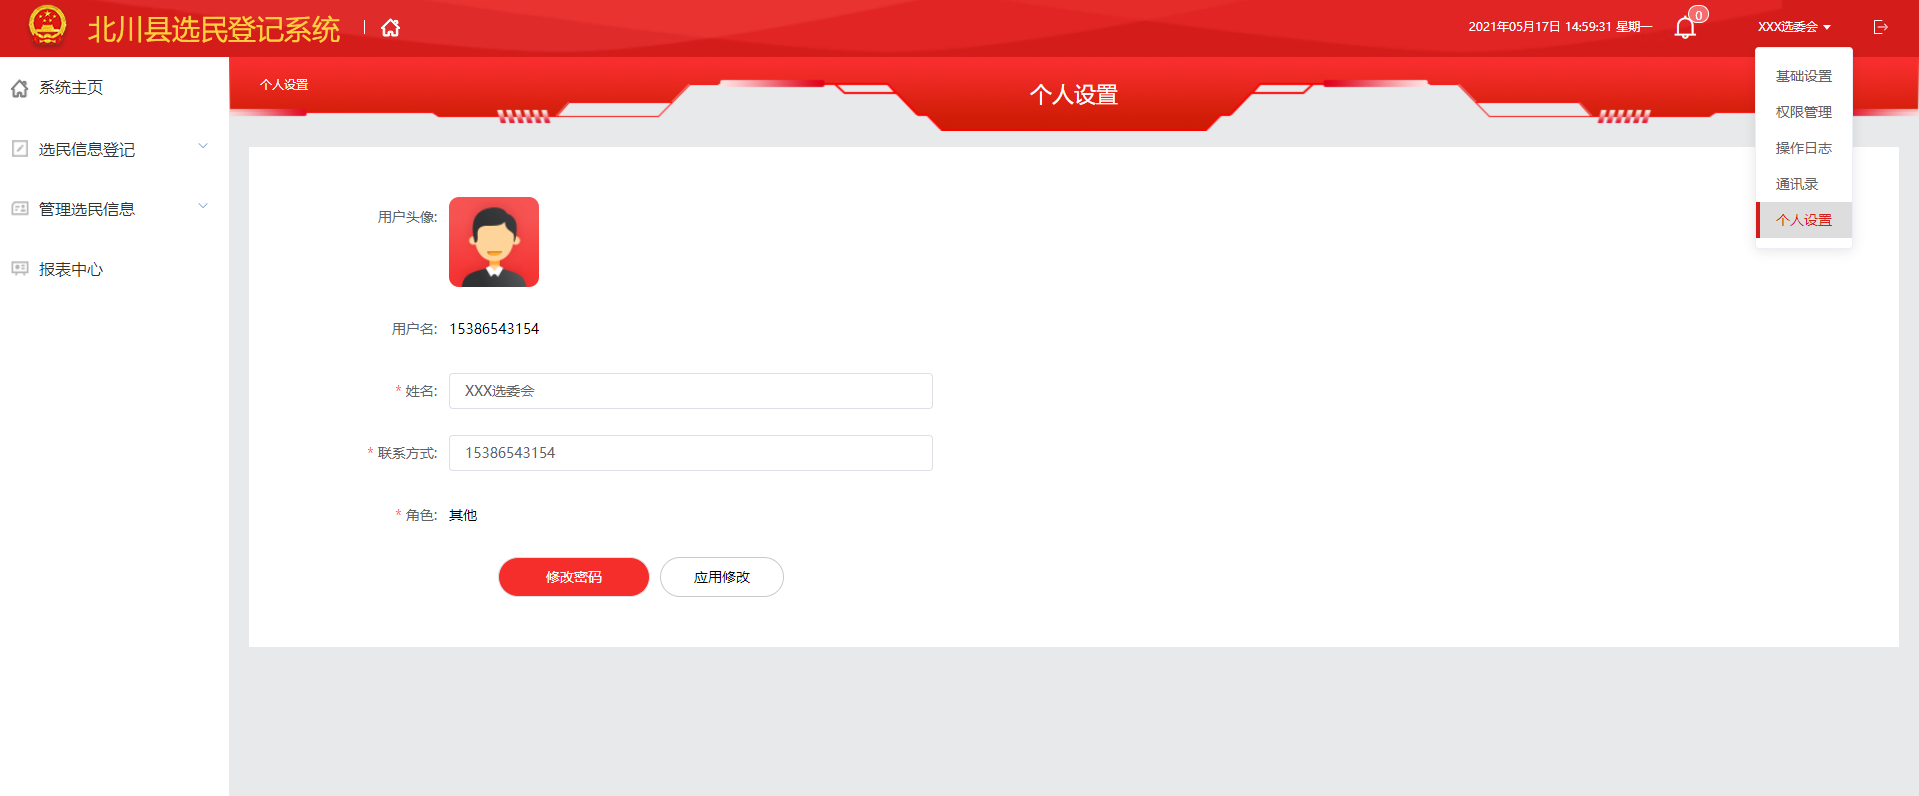 北川县选民登记系统
2021年05月17日 14:59:31 星期一
0
XXX选委会
基础设置
权限管理
操作日志
通讯录
个人设置
系统主页
选民信息登记
管理选民信息
报表中心
个人设置
个人设置
用户头像:
用户名: 15386543154
* 姓名: XXX选委会
* 联系方式: 15386543154
* 角色: 其他
修改密码 应用修改